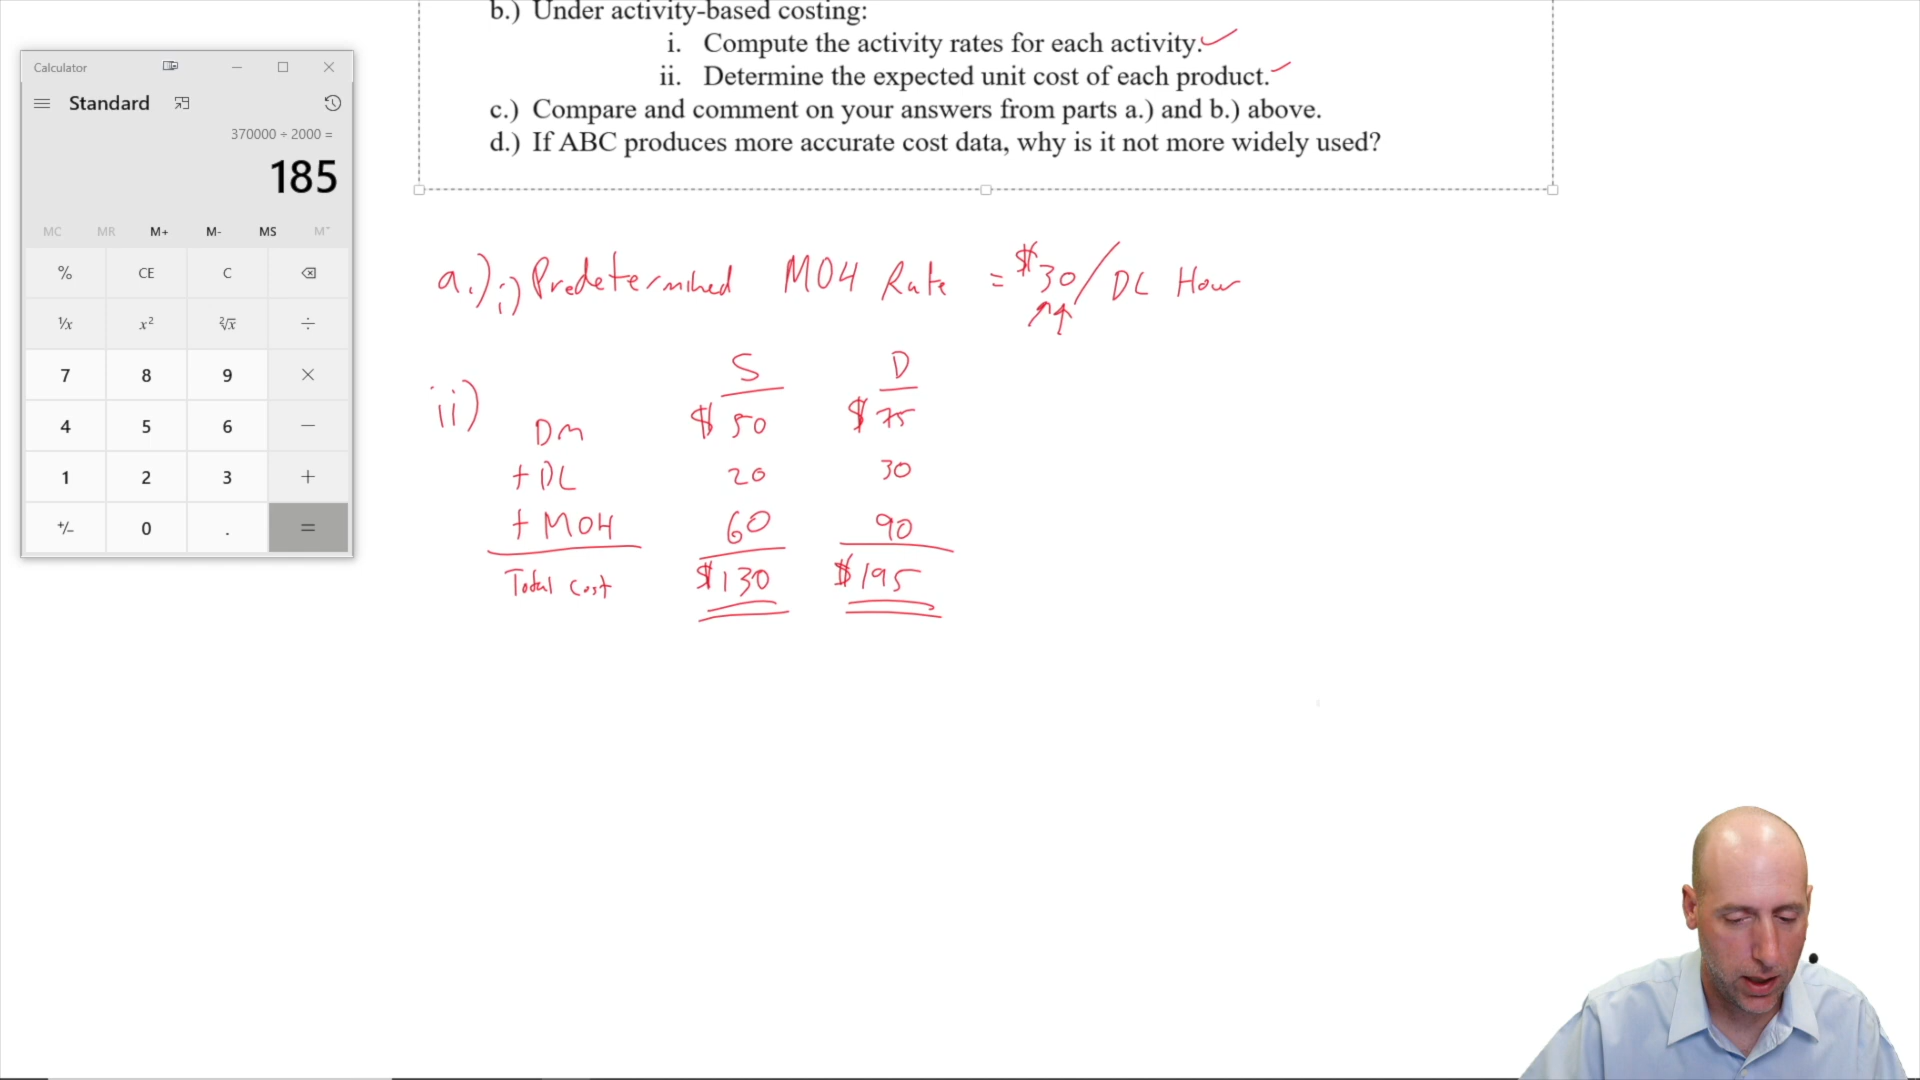 b.) Under activity-based costing:
i. Compute the activity rates for each activity.
ii. Determine the expected unit cost of each product.
c.) Compare and comment on your answers from parts a.) and b.) above.
d.) If ABC produces more accurate cost data, why is it not more widely used?
Calculator
Standard
370000 ÷ 2000 =
185
MC MR M+ M- MS M˅
% CE C
¹/x x² ²√x ÷
7 8 9 ×
4 5 6 −
1 2 3 +
+/− 0 . =
a.) i) Predetermined MOH Rate = $30/DL Hour
S D
ii) DM $50 $75
+ DL 20 30
+ MOH 60 90
Total Cost $130 $195